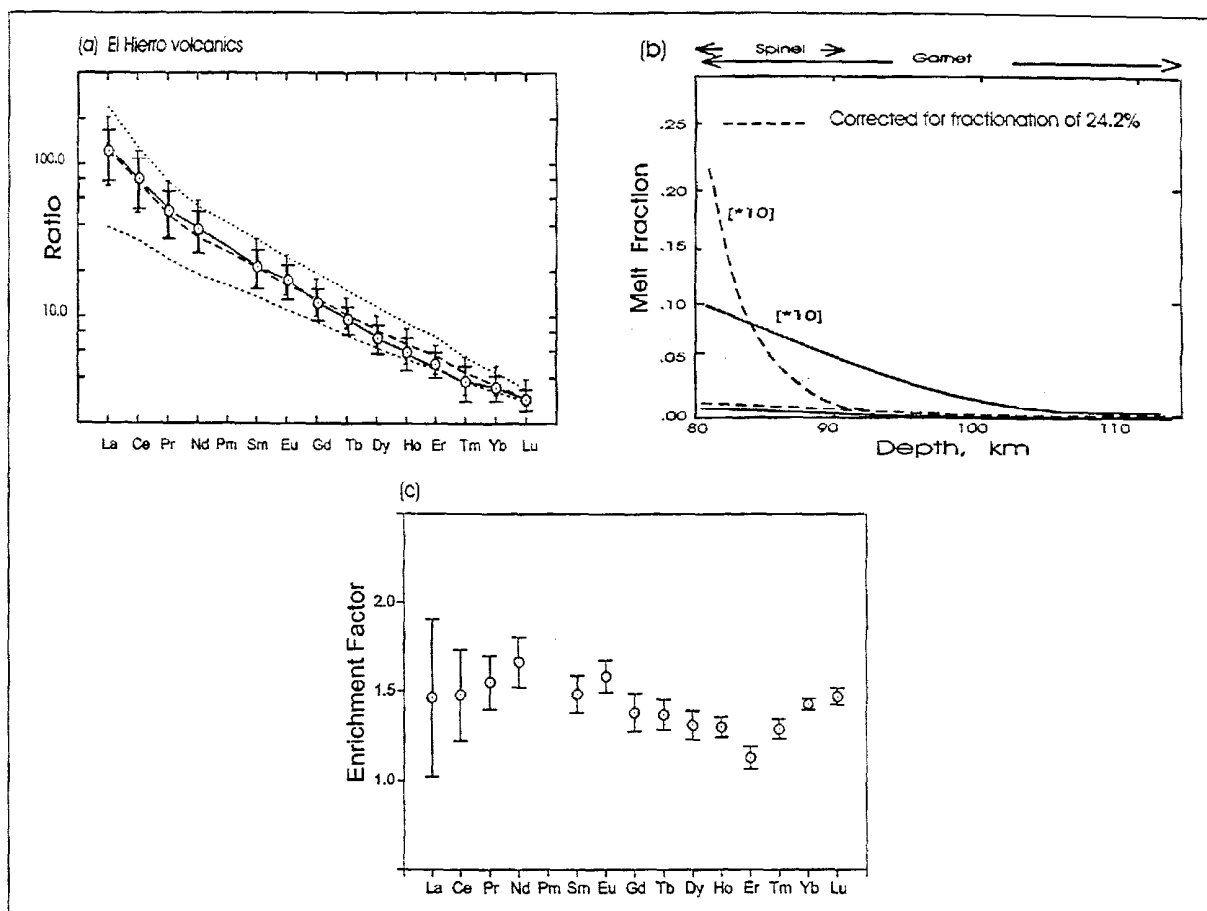 (a) El Hierro volcanics
Ratio
100.0
10.0
La Ce Pr Nd Pm Sm Eu Gd Tb Dy Ho Er Tm Yb Lu
(b)
Spinel
Garnet
Corrected for fractionation of 24.2%
Melt Fraction
.25
.20
.10
.05
.00
[*10]
[*10]
80 90 100 110
Depth, km
(c)
Enrichment Factor
2.0
1.5
1.0
La Ce Pr Nd Pm Sm Eu Gd Tb Dy Ho Er Tm Yb Lu